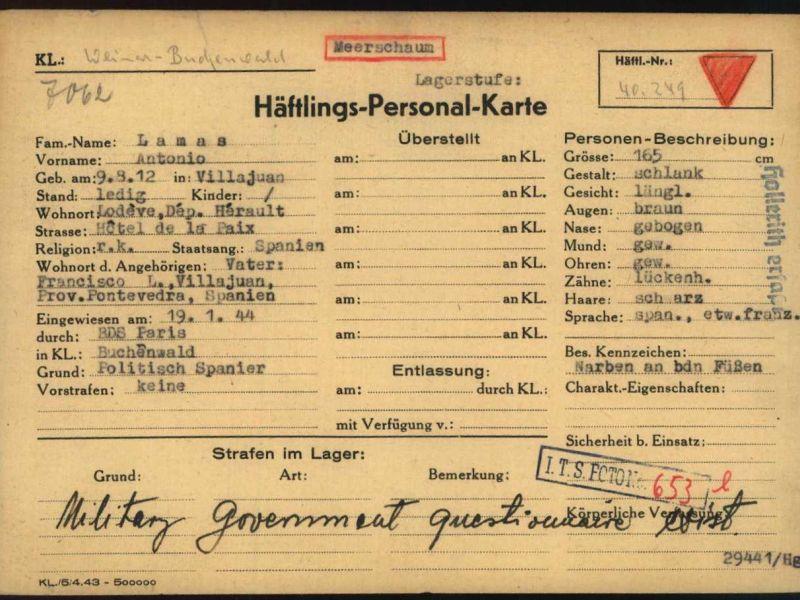 Meerschaum
KL.: Weimar-Buchenwald
Häftl.-Nr.:
40.249
7062
Lagerstufe:
Häftlings-Personal-Karte
Fam.-Name: Lamas
Vorname: Antonio
Geb. am: 9.8.12 in: Villajuan
Stand: ledig Kinder: /
Wohnort: Lodève,Dép. Hérault
Strasse: Hôtel de la Paix
Religion: r.k. Staatsang.: Spanien
Wohnort d. Angehörigen: Vater:
Francisco L.,Villajuan,
Prov.Pontevedra, Spanien
Eingewiesen am: 19. 1. 44
durch: BDS Paris
in KL.: Buchenwald
Grund: Politisch Spanier
Vorstrafen: keine
Überstellt
am: an KL.
am: an KL.
am: an KL.
am: an KL.
am: an KL.
am: an KL.
Entlassung:
am: durch KL.:
mit Verfügung v.:
Personen-Beschreibung:
Grösse: 165 cm
Gestalt: schlank
Gesicht: längl.
Augen: braun
Nase: gebogen
Mund: gew.
Ohren: gew.
Zähne: lückenh.
Haare: sch arz
Sprache: span., etw.franz.
Hollerith erfaß
Bes. Kennzeichen:
Narben an bdn Füßen
Charakt.-Eigenschaften:
Sicherheit b. Einsatz:
Körperliche
Strafen im Lager:
Grund: Art: Bemerkung:
I.T.S. FOTO No. 653
Military Government questionnaire exist.
29441/Hg
KL./5/4.43 - 500000